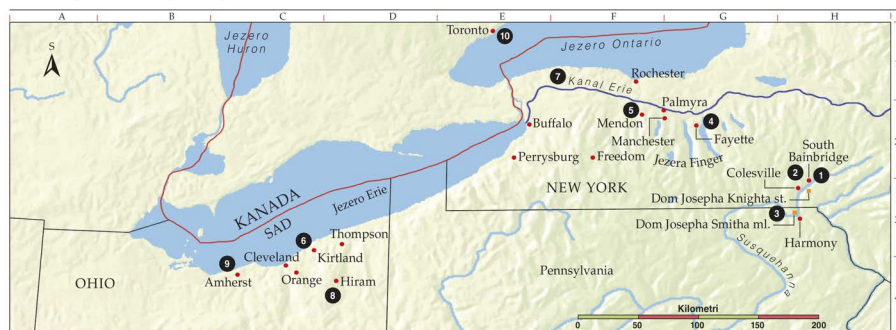 A B C D E F G H
S
Toronto
10
Jezero
Huron
Jezero Ontario
7
Kanal Erie
Rochester
Buffalo
5
Mendon
Palmyra
4
Manchester
Fayette
Jezera Finger
South
Bainbridge
Perrysburg
Freedom
2
1
Colesville
NEW YORK
Dom Josepha Knighta st.
3
Dom Josepha Smitha ml.
Harmony
Susquehanna
KANADA
SAD
Jezero Erie
6
Thompson
Cleveland
Kirtland
9
Amherst
Orange
Hiram
8
OHIO
Pennsylvania
Kilometri
0 50 100 150 200